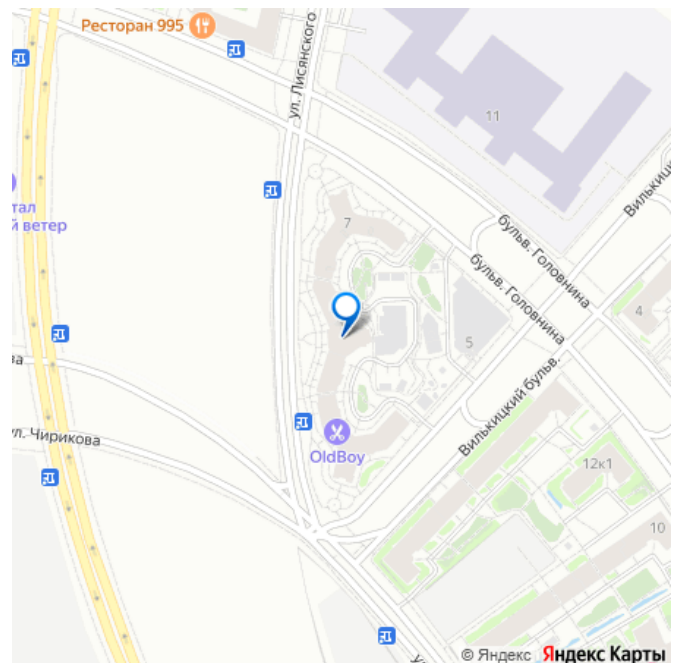 Ресторан 995
ул. Лисянского
11
Вилькицкий
тал
й ветер
7
бульв. Головнина
бульв. Головнина
4
5
ва
Вилькицкий бульв.
ул. Чирикова
OldBoy
12к1
10
у
© Яндекс Яндекс Карты